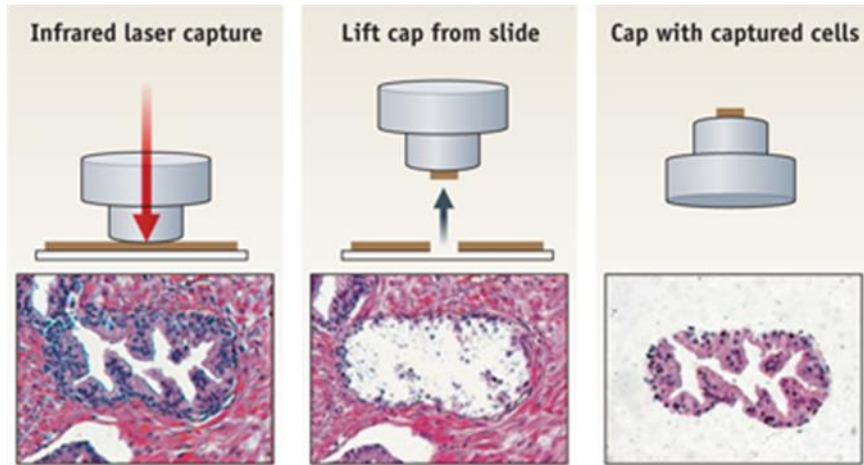 Infrared laser capture
Lift cap from slide
Cap with captured cells